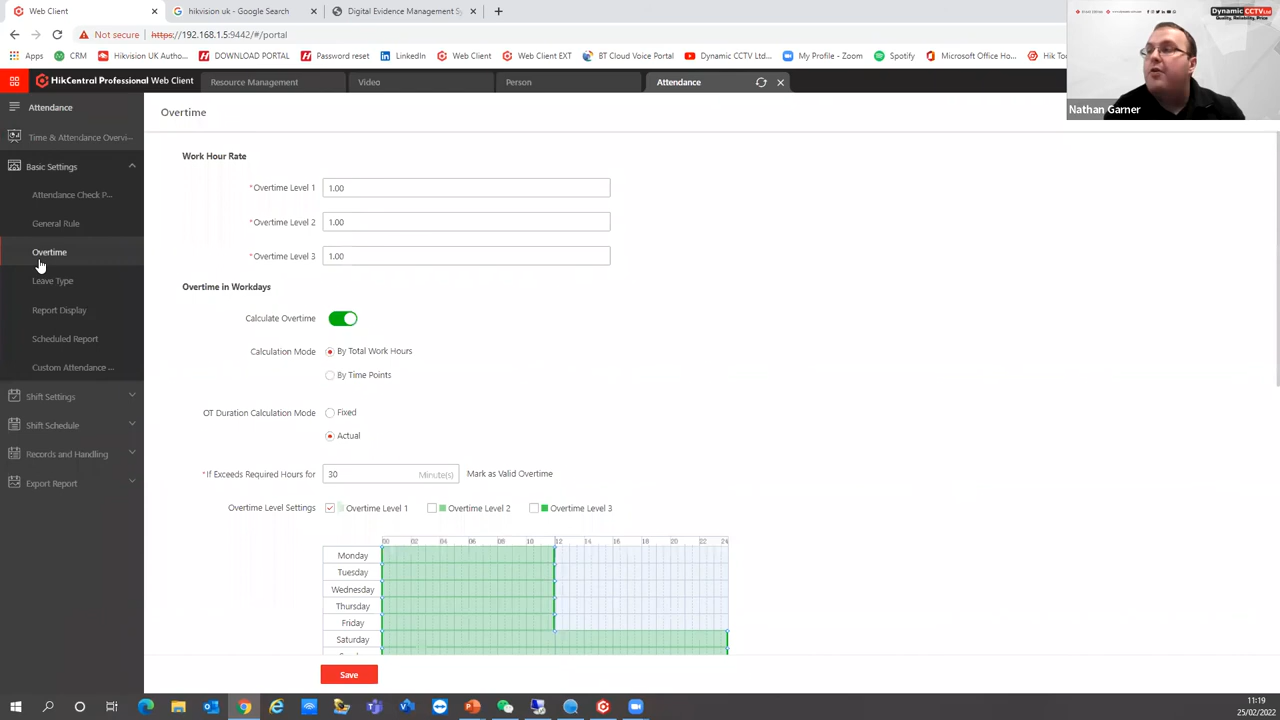 Web Client
hikvision uk - Google Search
Digital Evidence Management Sy
Not secure
https://192.168.1.5:9442/#/portal
Apps
CRM
Hikvision UK Autho...
DOWNLOAD PORTAL
Password reset
LinkedIn
Web Client
Web Client EXT
BT Cloud Voice Portal
Dynamic CCTV Ltd...
My Profile - Zoom
Spotify
Microsoft Office Ho...
Hik To
Dynamic CCTV Ltd
Quality, Reliability, Price
Nathan Garner
HikCentral Professional Web Client
Resource Management
Video
Person
Attendance
Attendance
Time & Attendance Overvi...
Basic Settings
Attendance Check P...
General Rule
Overtime
Leave Type
Report Display
Scheduled Report
Custom Attendance ...
Shift Settings
Shift Schedule
Records and Handling
Export Report
Overtime
Work Hour Rate
*Overtime Level 1 1.00
*Overtime Level 2 1.00
*Overtime Level 3 1.00
Overtime in Workdays
Calculate Overtime
Calculation Mode By Total Work Hours
By Time Points
OT Duration Calculation Mode Fixed
Actual
*If Exceeds Required Hours for 30 Minute(s) Mark as Valid Overtime
Overtime Level Settings Overtime Level 1 Overtime Level 2 Overtime Level 3
00 02 04 06 08 10 12 14 16 18 20 22 24
Monday
Tuesday
Wednesday
Thursday
Friday
Saturday
Save
11:19
25/02/2022